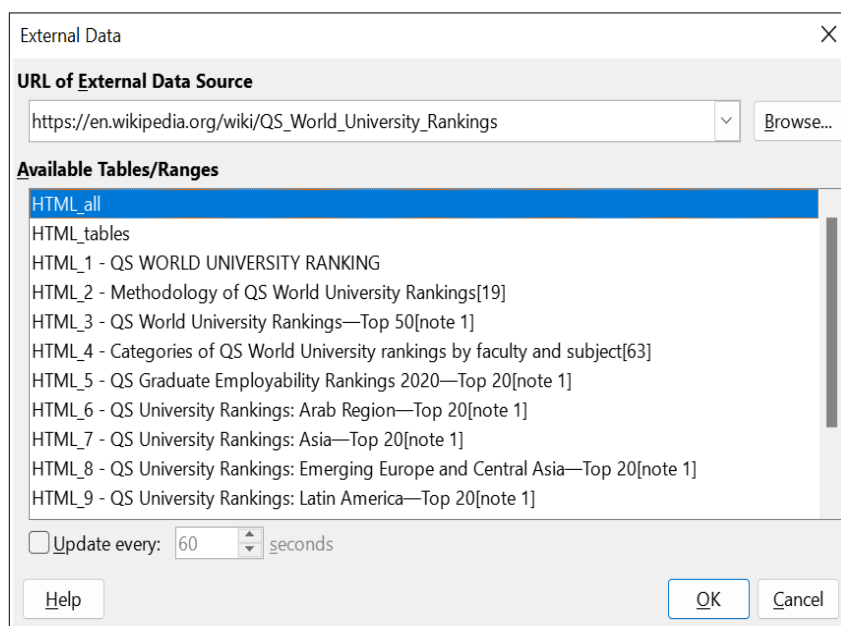 External Data
URL of External Data Source
https://en.wikipedia.org/wiki/QS_World_University_Rankings
Browse...
Available Tables/Ranges
HTML_all
HTML_tables
HTML_1 - QS WORLD UNIVERSITY RANKING
HTML_2 - Methodology of QS World University Rankings[19]
HTML_3 - QS World University Rankings—Top 50[note 1]
HTML_4 - Categories of QS World University rankings by faculty and subject[63]
HTML_5 - QS Graduate Employability Rankings 2020—Top 20[note 1]
HTML_6 - QS University Rankings: Arab Region—Top 20[note 1]
HTML_7 - QS University Rankings: Asia—Top 20[note 1]
HTML_8 - QS University Rankings: Emerging Europe and Central Asia—Top 20[note 1]
HTML_9 - QS University Rankings: Latin America—Top 20[note 1]
Update every: 60 seconds
Help OK Cancel